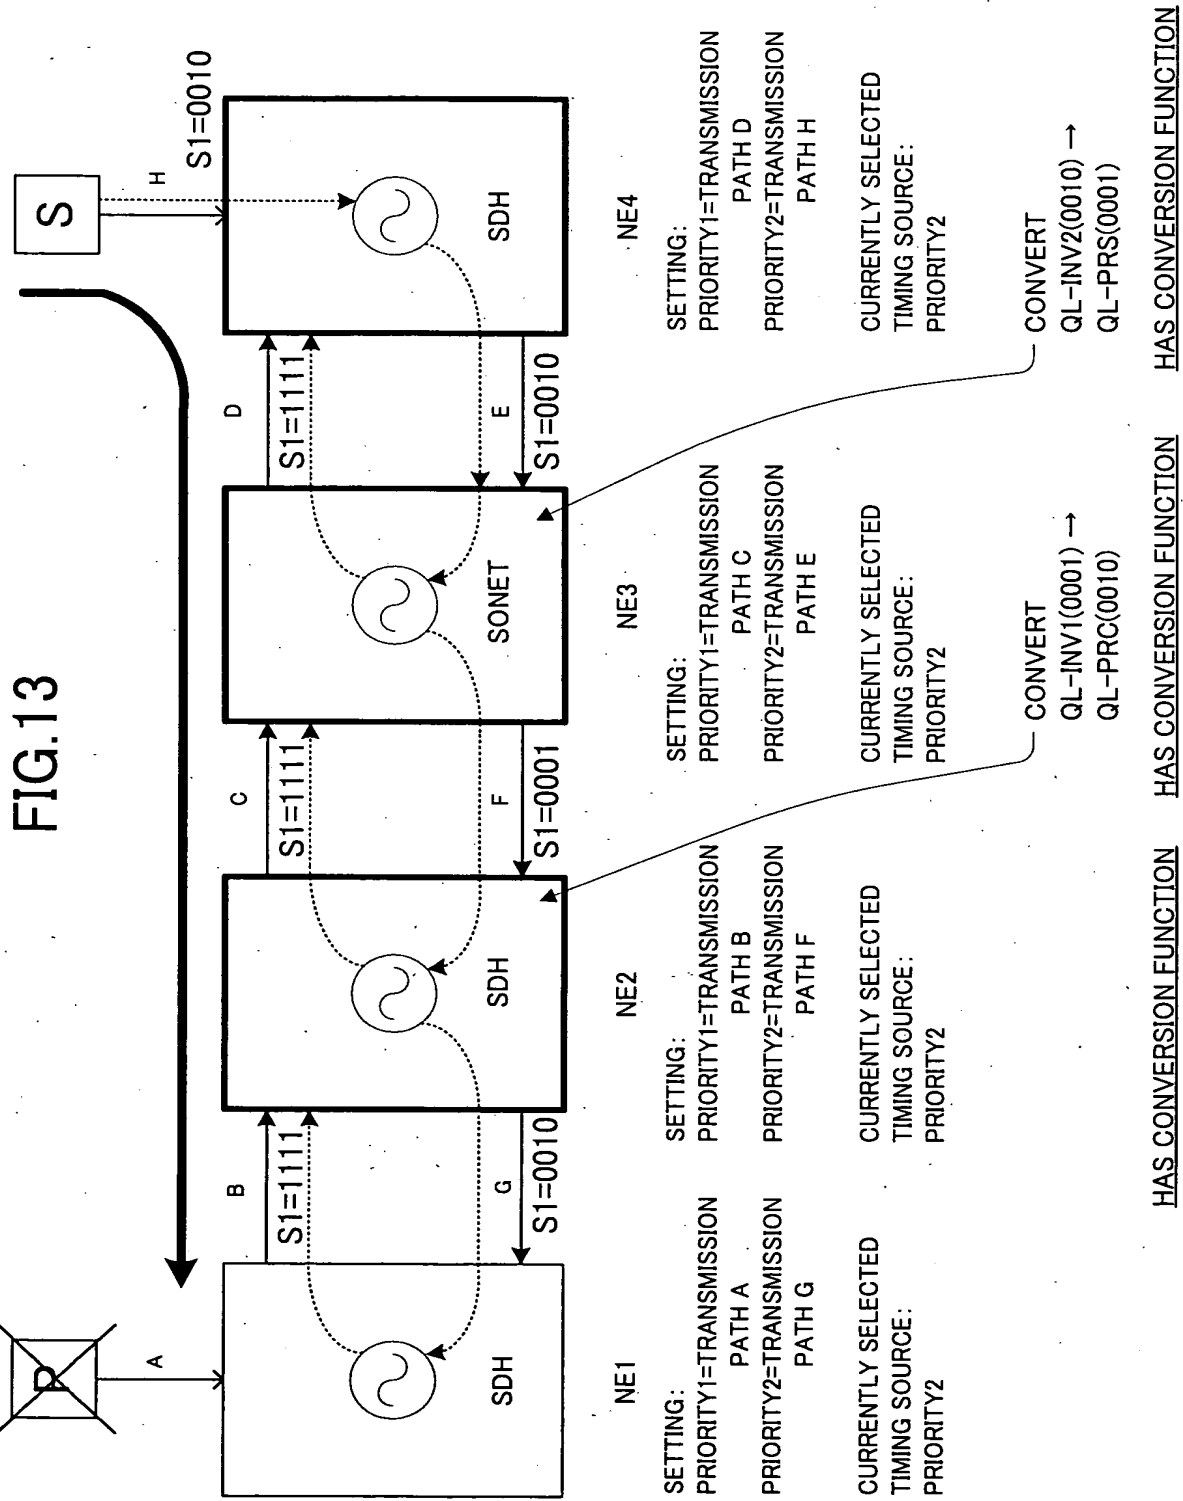 FIG.13
P
A
S
H
S1=0010
B
S1=1111
C
S1=1111
D
S1=1111
SDH
SDH
SONET
SDH
G
S1=0010
F
S1=0001
E
S1=0010
NE1
SETTING:
PRIORITY1=TRANSMISSION
PATH A
PRIORITY2=TRANSMISSION
PATH G
CURRENTLY SELECTED
TIMING SOURCE:
PRIORITY2
NE2
SETTING:
PRIORITY1=TRANSMISSION
PATH B
PRIORITY2=TRANSMISSION
PATH F
CURRENTLY SELECTED
TIMING SOURCE:
PRIORITY2
NE3
SETTING:
PRIORITY1=TRANSMISSION
PATH C
PRIORITY2=TRANSMISSION
PATH E
CURRENTLY SELECTED
TIMING SOURCE:
PRIORITY2
NE4
SETTING:
PRIORITY1=TRANSMISSION
PATH D
PRIORITY2=TRANSMISSION
PATH H
CURRENTLY SELECTED
TIMING SOURCE:
PRIORITY2
CONVERT
QL-INV1(0001) →
QL-PRC(0010)
CONVERT
QL-INV2(0010) →
QL-PRS(0001)
HAS CONVERSION FUNCTION
HAS CONVERSION FUNCTION
HAS CONVERSION FUNCTION